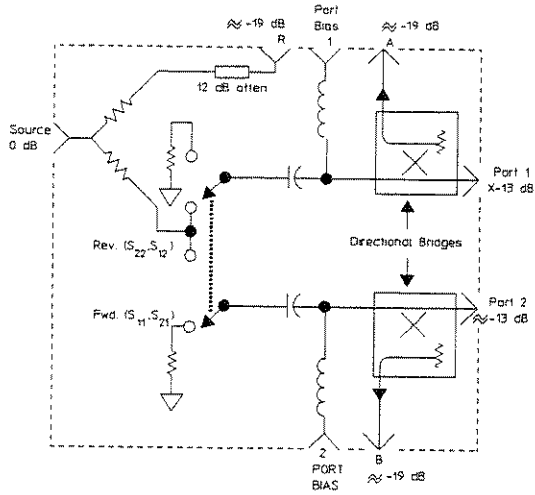 ≈ -19 dB
R
Port
Bias
1
≈ -19 dB
A
12 dB atten
Source
0 dB
Port 1
X-13 dB
Rev. (S22,S12)
Directional Bridges
Fwd. (S11,S21)
Port 2
≈ -13 dB
2
PORT
BIAS
B
≈ -19 dB